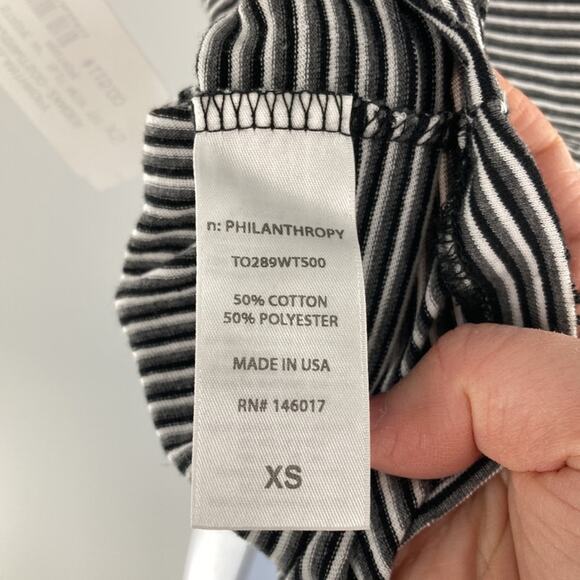 n: PHILANTHROPY
TO289WT500
50% COTTON
50% POLYESTER
MADE IN USA
RN# 146017
XS